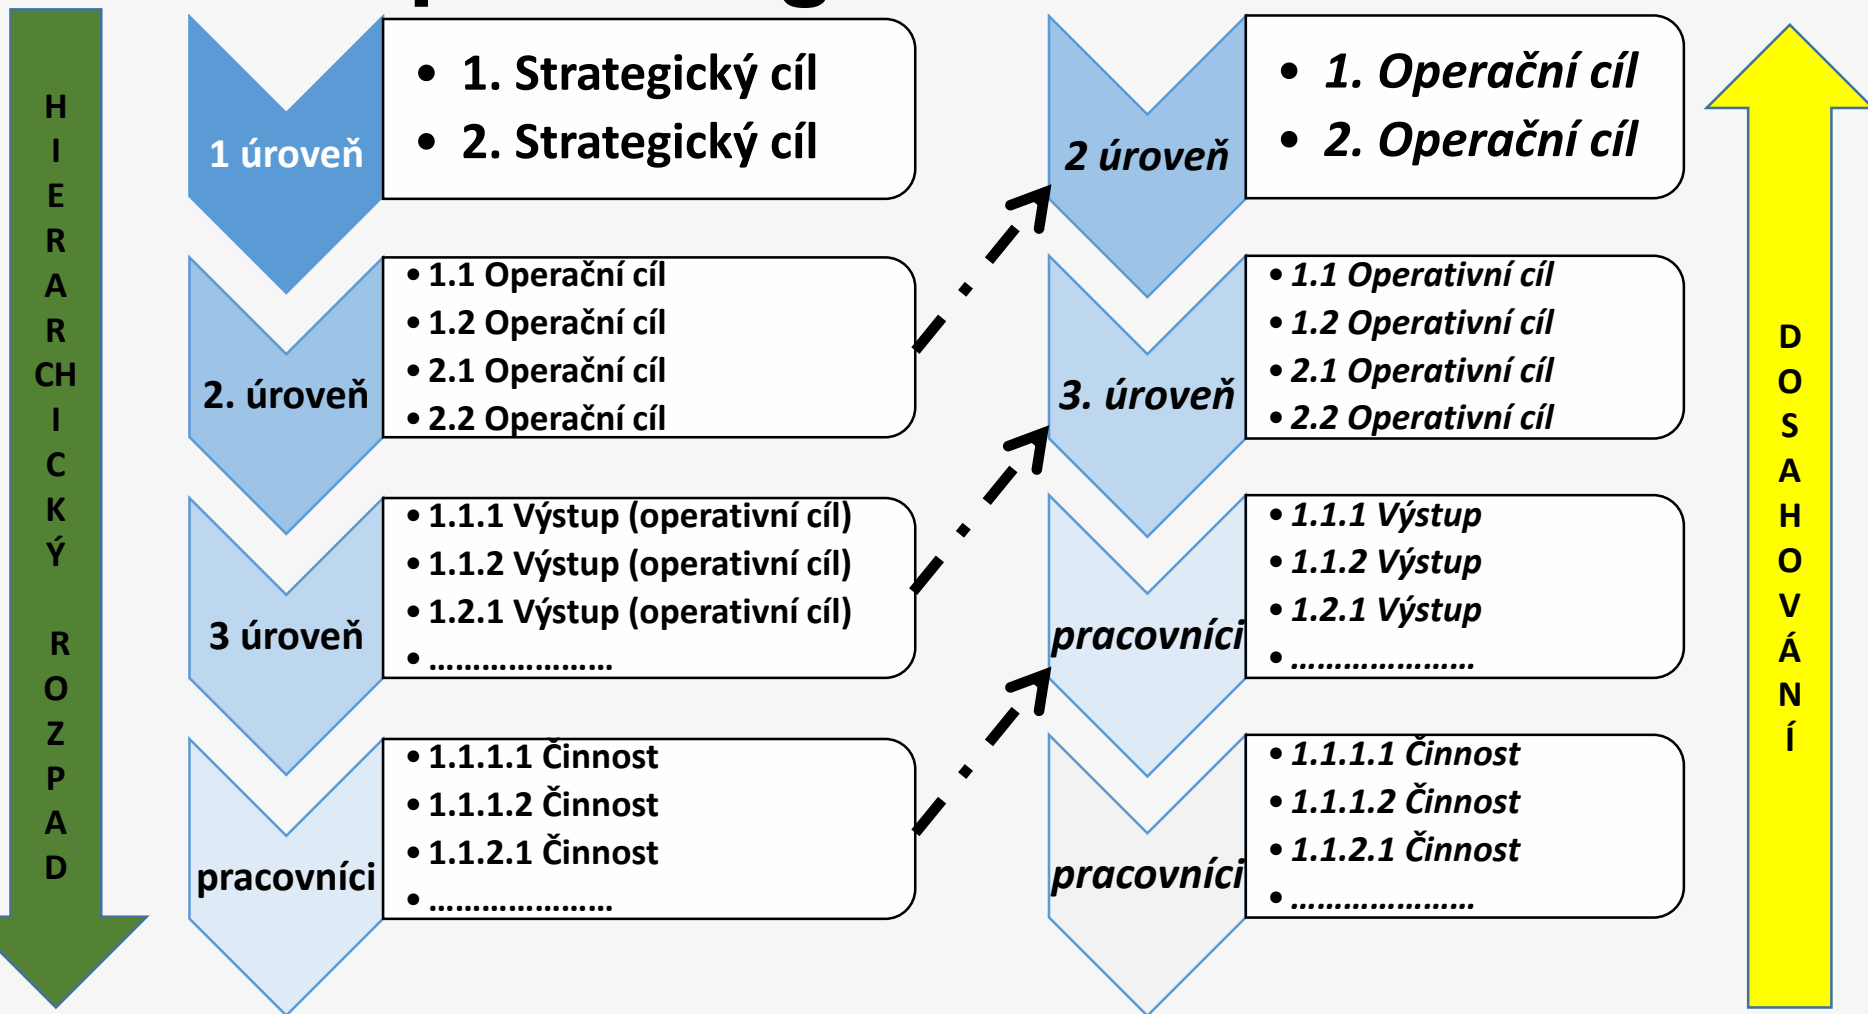 HIERARCHICKÝ ROZPAD
1 úroveň
• 1. Strategický cíl
• 2. Strategický cíl
2. úroveň
• 1.1 Operační cíl
• 1.2 Operační cíl
• 2.1 Operační cíl
• 2.2 Operační cíl
3 úroveň
• 1.1.1 Výstup (operativní cíl)
• 1.1.2 Výstup (operativní cíl)
• 1.2.1 Výstup (operativní cíl)
• …………………
pracovníci
• 1.1.1.1 Činnost
• 1.1.1.2 Činnost
• 1.1.2.1 Činnost
• …………………
2 úroveň
• 1. Operační cíl
• 2. Operační cíl
3. úroveň
• 1.1 Operativní cíl
• 1.2 Operativní cíl
• 2.1 Operativní cíl
• 2.2 Operativní cíl
pracovníci
• 1.1.1 Výstup
• 1.1.2 Výstup
• 1.2.1 Výstup
• …………………
pracovníci
• 1.1.1.1 Činnost
• 1.1.1.2 Činnost
• 1.1.2.1 Činnost
• …………………
DOSAHOVÁNÍ